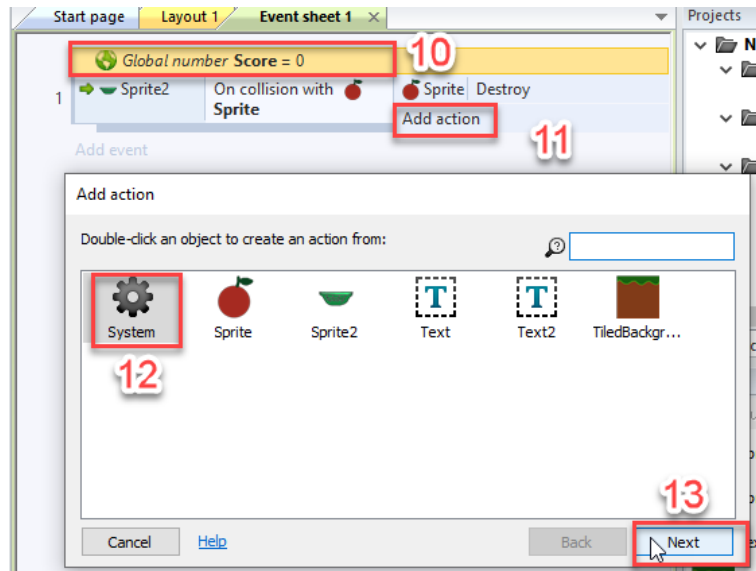 Start page Layout 1 Event sheet 1 × Projects
Global number Score = 0 10
1 Sprite2 On collision with Sprite Destroy
Sprite
Add action 11
Add event
Add action
Double-click an object to create an action from:
System Sprite Sprite2 Text Text2 TiledBackgr...
12
13
Cancel Help Back Next